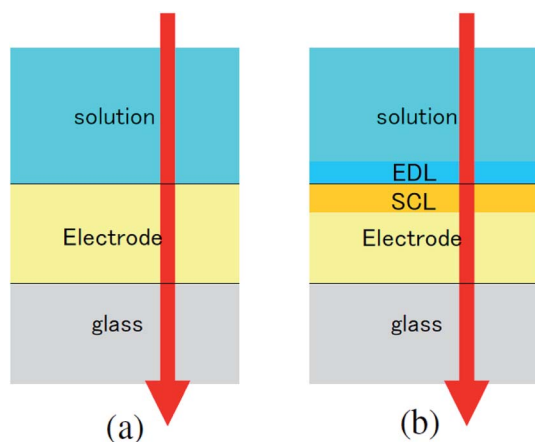 solution
Electrode
glass
(a)
solution
EDL
SCL
Electrode
glass
(b)